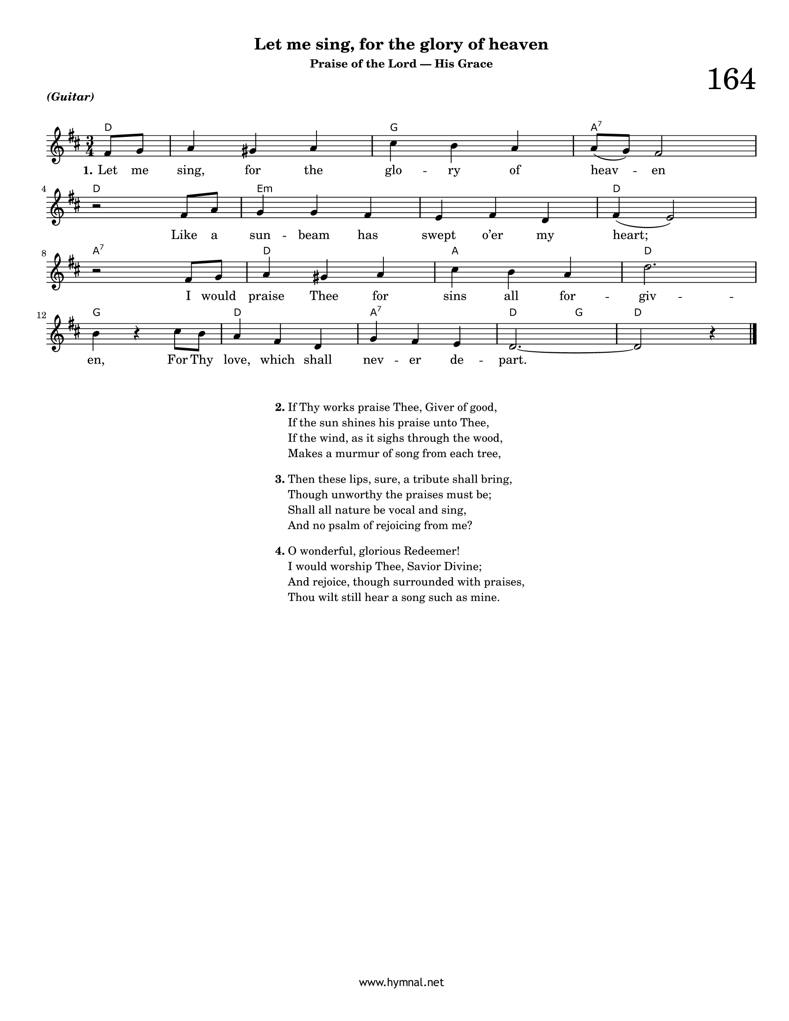 Let me sing, for the glory of heaven
Praise of the Lord — His Grace
164
(Guitar)
D G A7
3
4
1. Let me sing, for the glo - ry of heav - en
4 D Em D
Like a sun - beam has swept o'er my heart;
8 A7 D A D
I would praise Thee for sins all for - giv - -
12 G D A7 D G D
en, For Thy love, which shall nev - er de - part.
2. If Thy works praise Thee, Giver of good,
If the sun shines his praise unto Thee,
If the wind, as it sighs through the wood,
Makes a murmur of song from each tree,
3. Then these lips, sure, a tribute shall bring,
Though unworthy the praises must be;
Shall all nature be vocal and sing,
And no psalm of rejoicing from me?
4. O wonderful, glorious Redeemer!
I would worship Thee, Savior Divine;
And rejoice, though surrounded with praises,
Thou wilt still hear a song such as mine.
www.hymnal.net